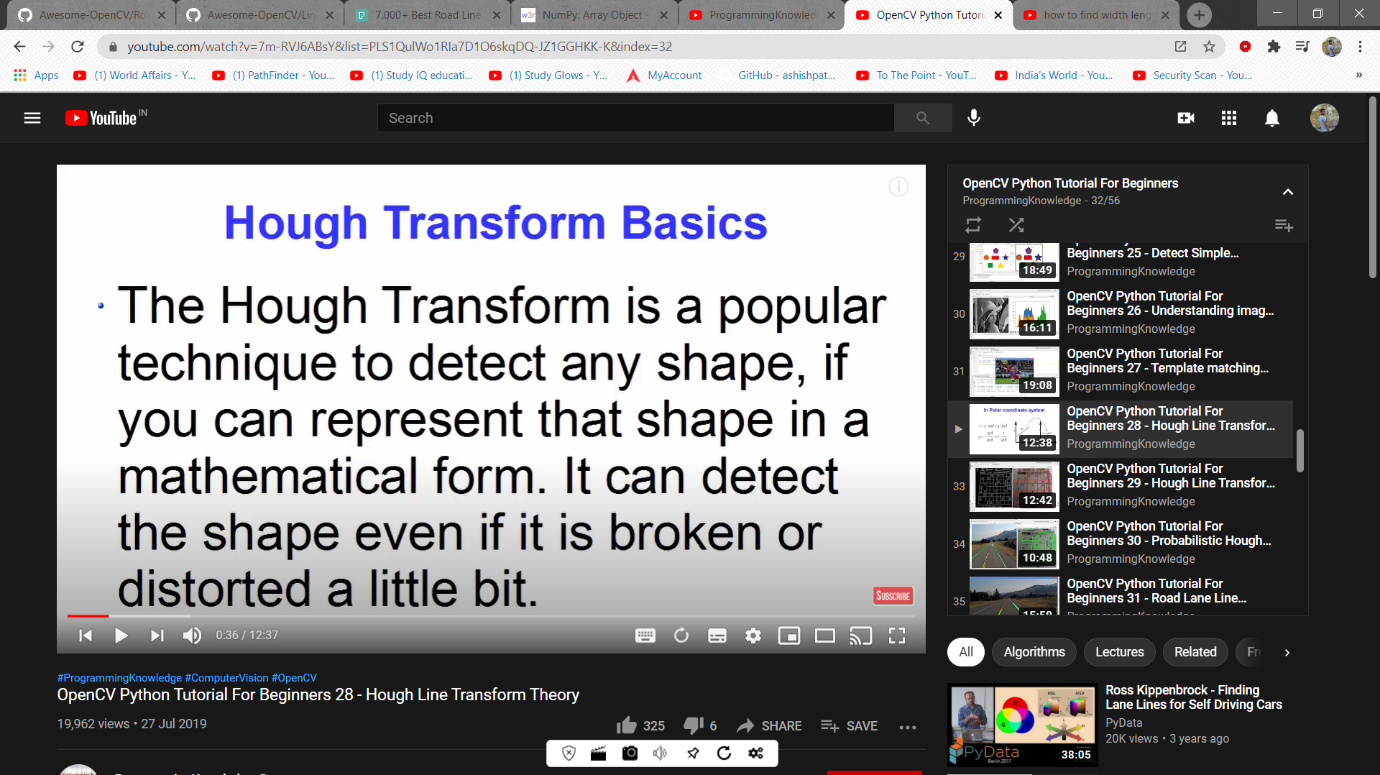 Awesome-OpenCV/Ro
Awesome-OpenCV/Lin
7,000+ Best Road Line
w3r
NumPy: Array Object -
ProgrammingKnowled
OpenCV Python Tutori
how to find width leng
youtube.com/watch?v=7m-RVJ6ABsY&list=PLS1QulWo1RIa7D1O6skqDQ-JZ1GGHKK-K&index=32
Apps
(1) World Affairs - Y...
(1) PathFinder - You...
(1) Study IQ educati...
(1) Study Glows - Y...
MyAccount
GitHub - ashishpat...
To The Point - YouT...
India's World - You...
Security Scan - You...
»
YouTube IN
Search
Hough Transform Basics
• The Hough Transform is a popular
technique to detect any shape, if
you can represent that shape in a
mathematical form. It can detect
the shape even if it is broken or
distorted a little bit.
SUBSCRIBE
0:36 / 12:37
#ProgrammingKnowledge #ComputerVision #OpenCV
OpenCV Python Tutorial For Beginners 28 - Hough Line Transform Theory
19,962 views • 27 Jul 2019
325
6
SHARE
SAVE
OpenCV Python Tutorial For Beginners
ProgrammingKnowledge - 32/56
29
18:49
Beginners 25 - Detect Simple...
ProgrammingKnowledge
30
16:11
OpenCV Python Tutorial For
Beginners 26 - Understanding imag...
ProgrammingKnowledge
31
19:08
OpenCV Python Tutorial For
Beginners 27 - Template matching...
ProgrammingKnowledge
In Polar coordinate system
12:38
OpenCV Python Tutorial For
Beginners 28 - Hough Line Transfor...
ProgrammingKnowledge
33
12:42
OpenCV Python Tutorial For
Beginners 29 - Hough Line Transfor...
ProgrammingKnowledge
34
10:48
OpenCV Python Tutorial For
Beginners 30 - Probabilistic Hough...
ProgrammingKnowledge
35
15:58
OpenCV Python Tutorial For
Beginners 31 - Road Lane Line...
All
Algorithms
Lectures
Related
Fr
Ross Kippenbrock - Finding
Lane Lines for Self Driving Cars
PyData
20K views • 3 years ago
PyData
Berlin 2017
38:05